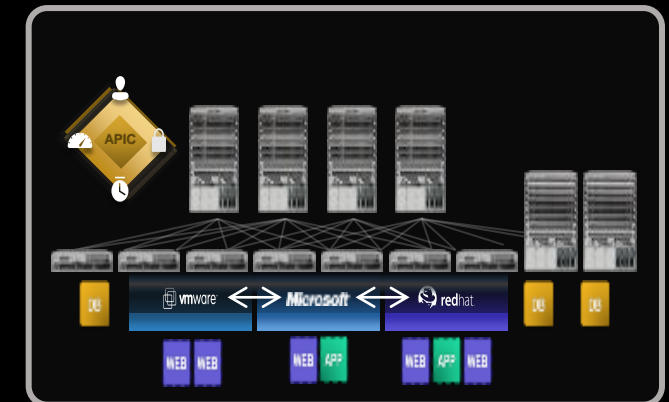 APIC
DB
vmware
Microsoft
redhat
DB
DB
WEB WEB
WEB APP
WEB APP WEB